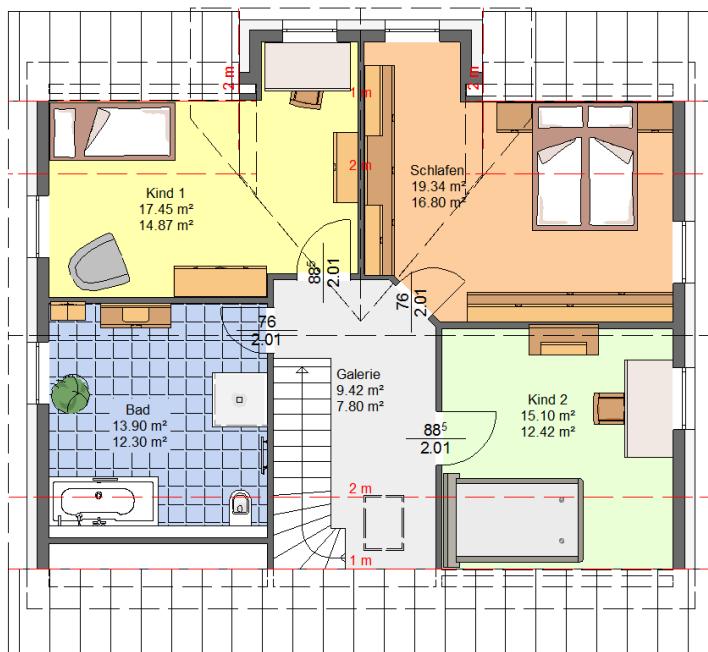 2 m
2 m
1 m
2 m
Kind 1
17.45 m²
14.87 m²
Schlafen
19.34 m²
16.80 m²
88⁵
2.01
76
2.01
76
2.01
Galerie
9.42 m²
7.80 m²
Bad
13.90 m²
12.30 m²
Kind 2
15.10 m²
12.42 m²
88⁵
2.01
2 m
1 m